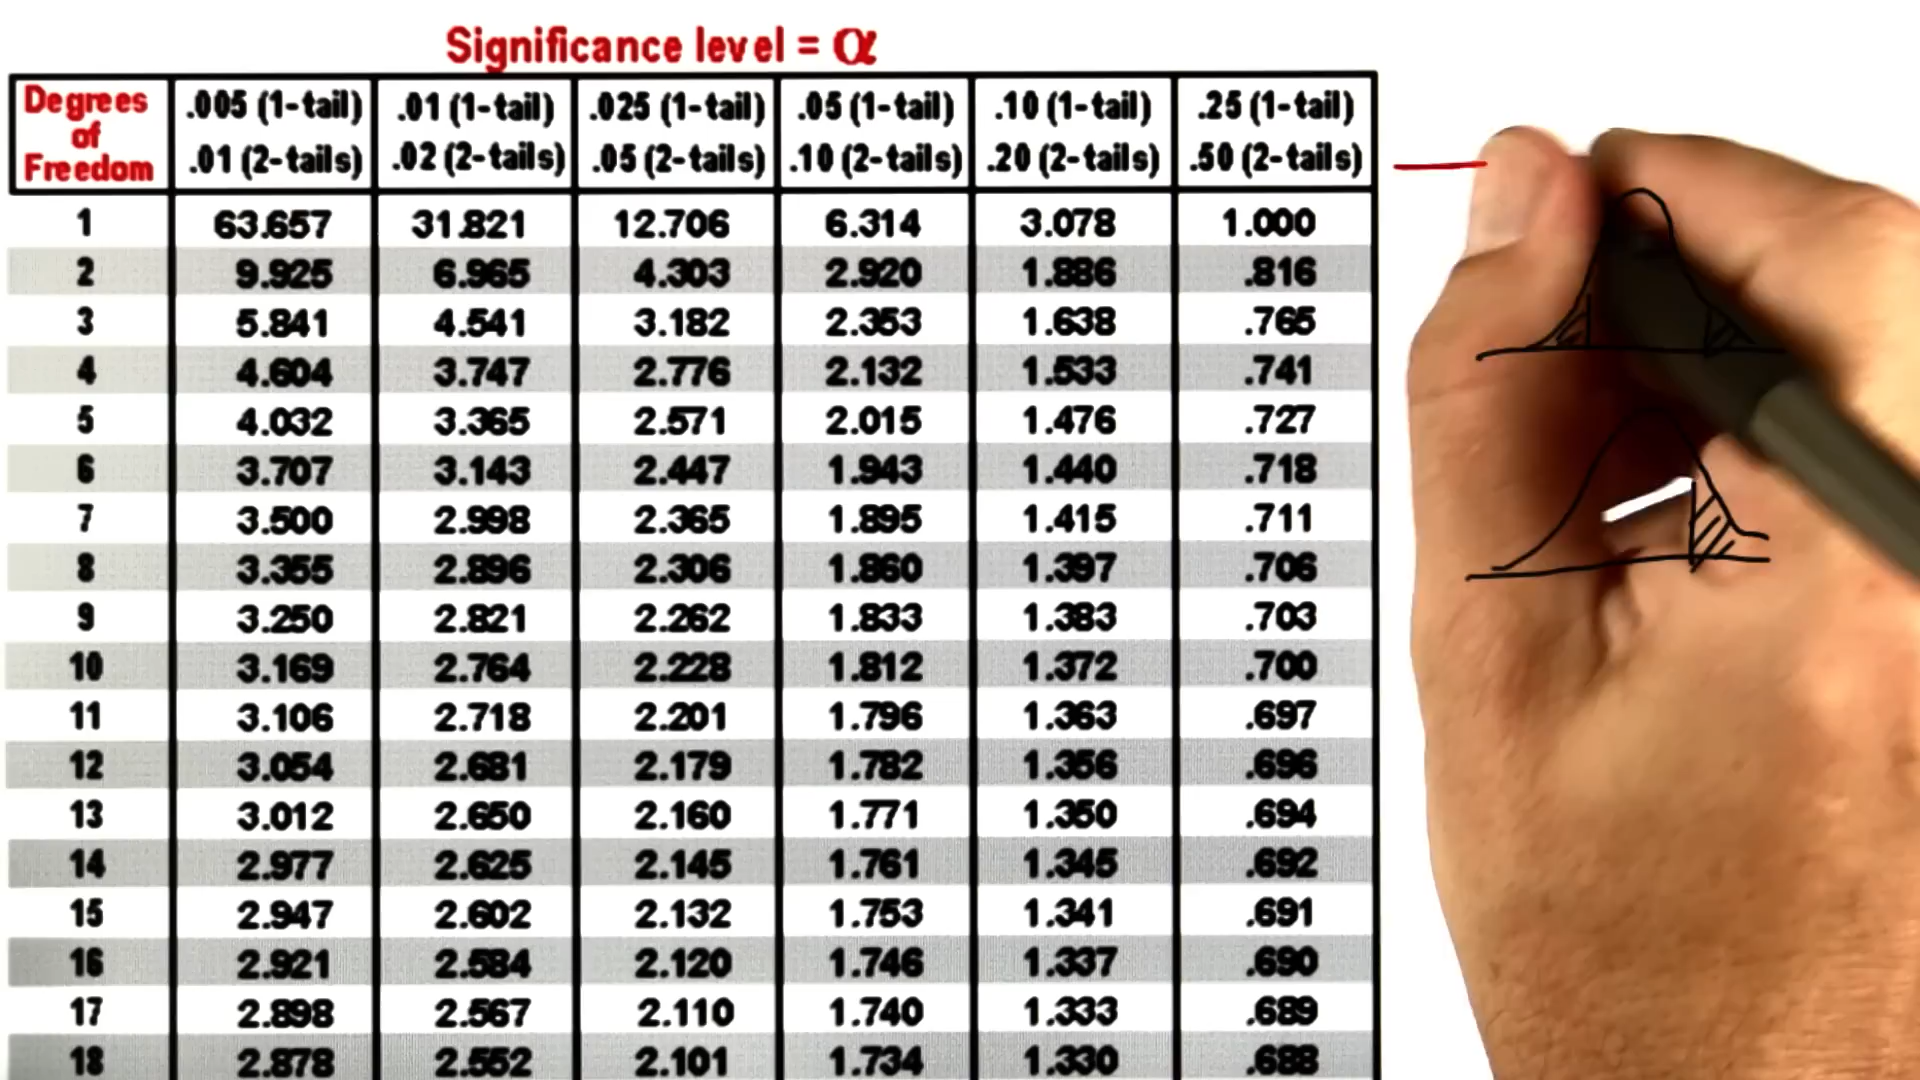 Significance level = α
Degrees of Freedom .005 (1-tail) .01 (1-tail) .025 (1-tail) .05 (1-tail) .10 (1-tail) .25 (1-tail)
.01 (2-tails) .02 (2-tails) .05 (2-tails) .10 (2-tails) .20 (2-tails) .50 (2-tails)
1 63.657 31.821 12.706 6.314 3.078 1.000
2 9.925 6.965 4.303 2.920 1.886 .816
3 5.841 4.541 3.182 2.353 1.638 .765
4 4.604 3.747 2.776 2.132 1.533 .741
5 4.032 3.365 2.571 2.015 1.476 .727
6 3.707 3.143 2.447 1.943 1.440 .718
7 3.500 2.998 2.365 1.895 1.415 .711
8 3.355 2.896 2.306 1.860 1.397 .706
9 3.250 2.821 2.262 1.833 1.383 .703
10 3.169 2.764 2.228 1.812 1.372 .700
11 3.106 2.718 2.201 1.796 1.363 .697
12 3.054 2.681 2.179 1.782 1.356 .696
13 3.012 2.650 2.160 1.771 1.350 .694
14 2.977 2.625 2.145 1.761 1.345 .692
15 2.947 2.602 2.132 1.753 1.341 .691
16 2.921 2.584 2.120 1.746 1.337 .690
17 2.898 2.567 2.110 1.740 1.333 .689
18 2.878 2.552 2.101 1.734 1.330 .688